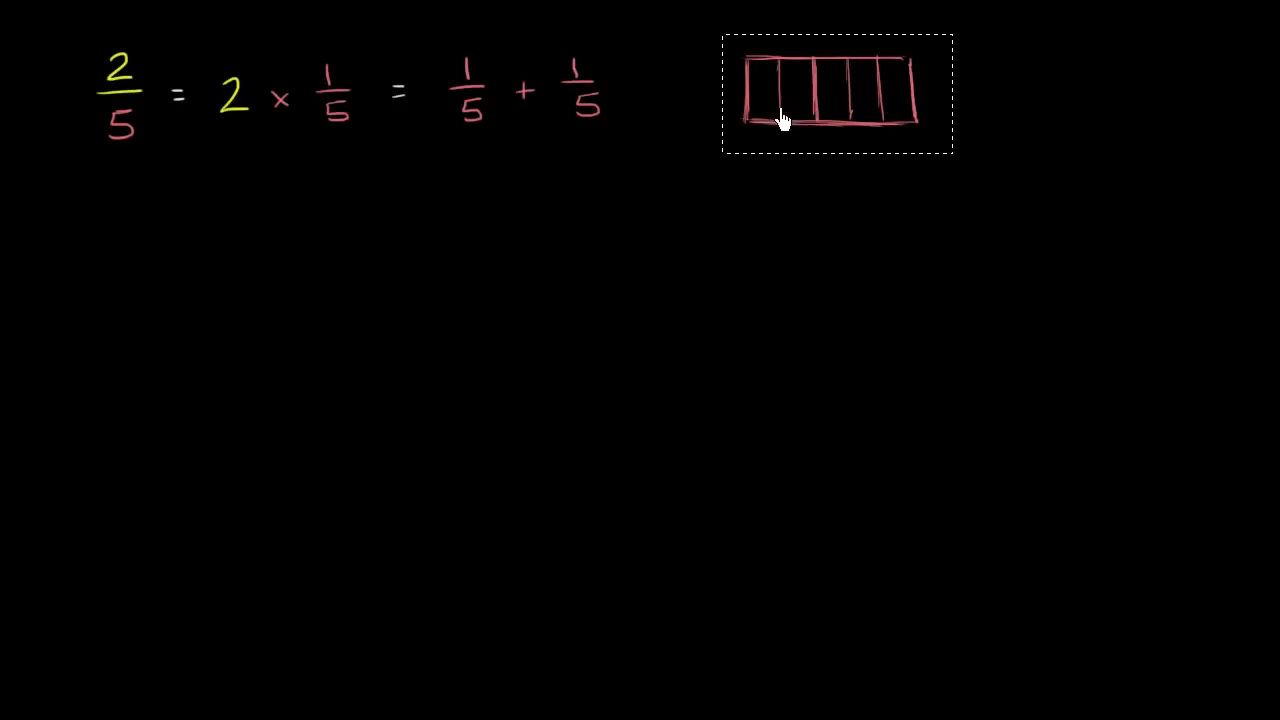 2/5 = 2 × 1/5 = 1/5 + 1/5